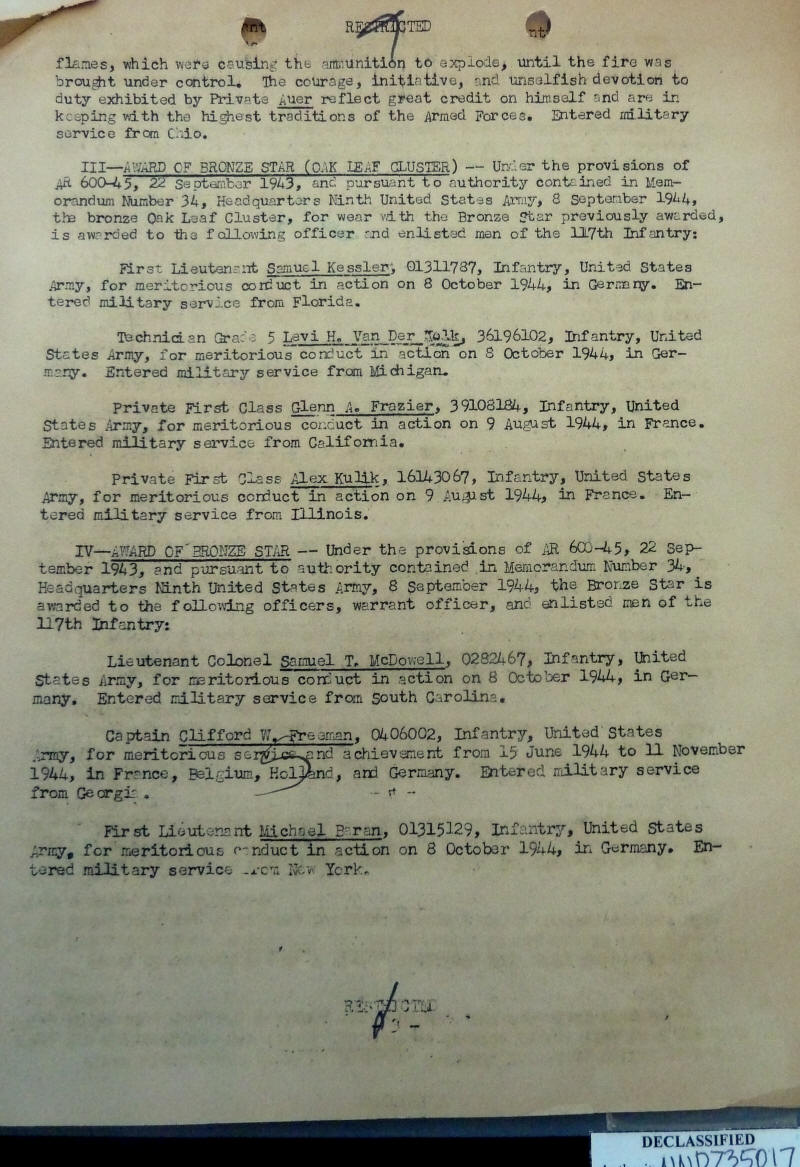 RESTRICTED
flames, which were causing the ammunition to explode, until the fire was
brought under control. The courage, initiative, and unselfish devotion to
duty exhibited by Private Auer reflect great credit on himself and are in
keeping with the highest traditions of the Armed Forces. Entered military
service from Ohio.
III—AWARD OF BRONZE STAR (OAK LEAF CLUSTER) -- Under the provisions of
AR 600-45, 22 September 1943, and pursuant to authority contained in Mem-
orandum Number 34, Headquarters Ninth United States Army, 8 September 1944,
the bronze Oak Leaf Cluster, for wear with the Bronze Star previously awarded,
is awarded to the following officer and enlisted men of the 117th Infantry:
First Lieutenant Samuel Kessler, 01311787, Infantry, United States
Army, for meritorious conduct in action on 8 October 1944, in Germany. En-
tered military service from Florida.
Technician Grade 5 Levi H. Van Der Kolk, 36196102, Infantry, United
States Army, for meritorious conduct in action on 8 October 1944, in Ger-
many. Entered military service from Michigan.
Private First Class Glenn A. Frazier, 39108184, Infantry, United
States Army, for meritorious conduct in action on 9 August 1944, in France.
Entered military service from California.
Private First Class Alex Kulik, 16143067, Infantry, United States
Army, for meritorious conduct in action on 9 August 1944, in France. En-
tered military service from Illinois.
IV—AWARD OF BRONZE STAR -- Under the provisions of AR 600-45, 22 Sep-
tember 1943, and pursuant to authority contained in Memorandum Number 34,
Headquarters Ninth United States Army, 8 September 1944, the Bronze Star is
awarded to the following officers, warrant officer, and enlisted men of the
117th Infantry:
Lieutenant Colonel Samuel T. McDowell, 0282467, Infantry, United
States Army, for meritorious conduct in action on 8 October 1944, in Ger-
many. Entered military service from South Carolina.
Captain Clifford W. Freeman, 0406002, Infantry, United States
Army, for meritorious service and achievement from 15 June 1944 to 11 November
1944, in France, Belgium, Holland, and Germany. Entered military service
from Georgia.
First Lieutenant Michael Baran, 01315129, Infantry, United States
Army, for meritorious conduct in action on 8 October 1944, in Germany. En-
tered military service from New York.
RESTRICTED
DECLASSIFIED
NND735017